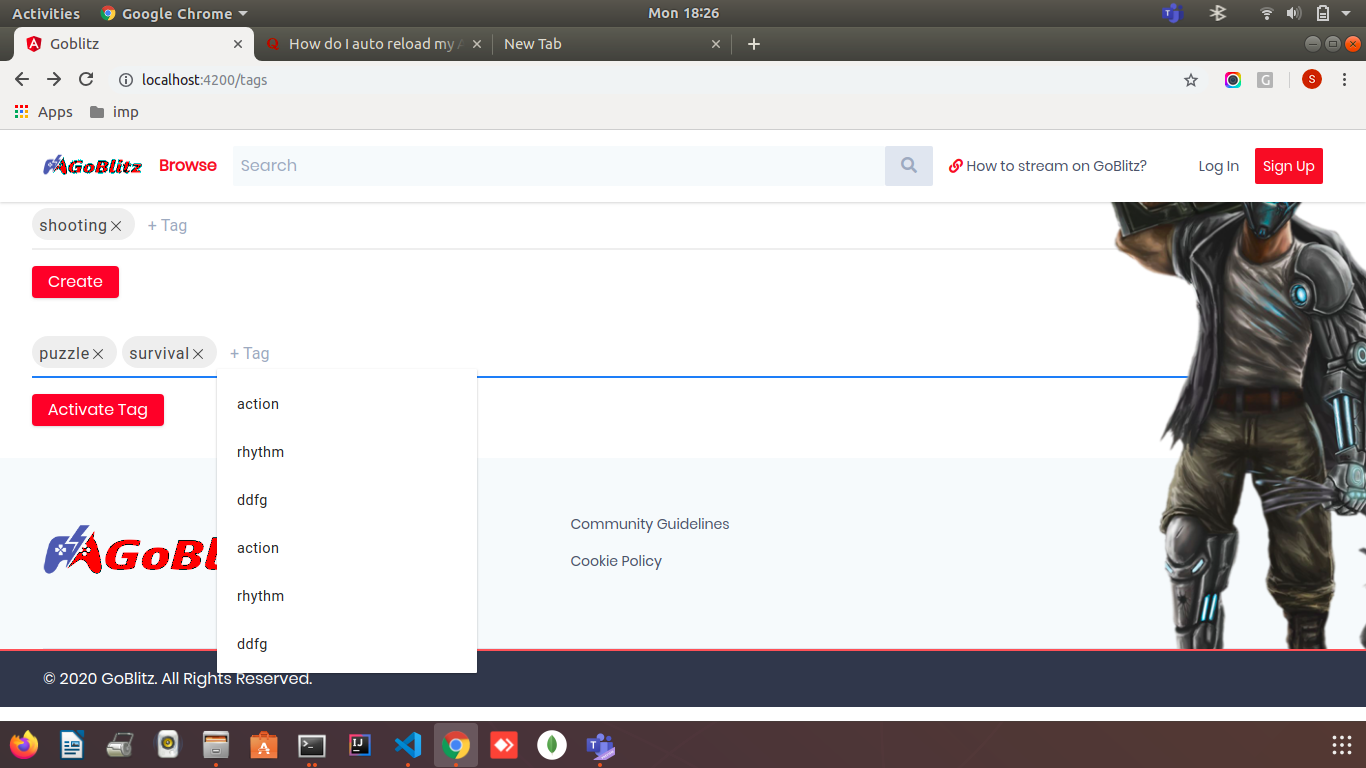 Activities Google Chrome Mon 18:26
Goblitz How do I auto reload my A New Tab
localhost:4200/tags S
Apps imp
GoBlitz Browse Search How to stream on GoBlitz? Log In Sign Up
shooting + Tag
Create
puzzle survival + Tag
Activate Tag
action
rhythm
ddfg
action
rhythm
ddfg
GoBl
Community Guidelines
Cookie Policy
© 2020 GoBlitz. All Rights Reserved.